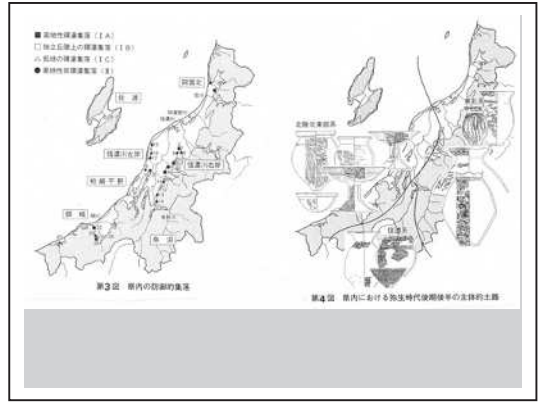 ■ 高地性環濠集落（ⅠA）
□ 独立丘陵上の環濠集落（ⅠB）
△ 低地の環濠集落（ⅠC）
● 高地性非環濠集落（Ⅱ）
阿賀北
佐渡
信濃川左岸
信濃川右岸
柏崎平野
頸城
魚沼
第3図 県内の防御的集落
東北系
北陸北東部系
信濃系
第4図 県内における弥生時代後期後半の主体的土器